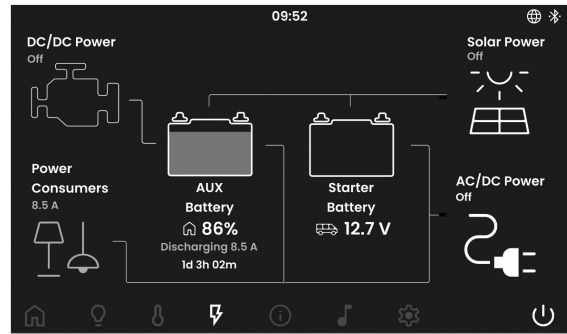 09:52
DC/DC Power
Off
Solar Power
Off
Power
Consumers
8.5 A
AUX
Battery
86%
Discharging 8.5 A
1d 3h 02m
Starter
Battery
12.7 V
AC/DC Power
Off